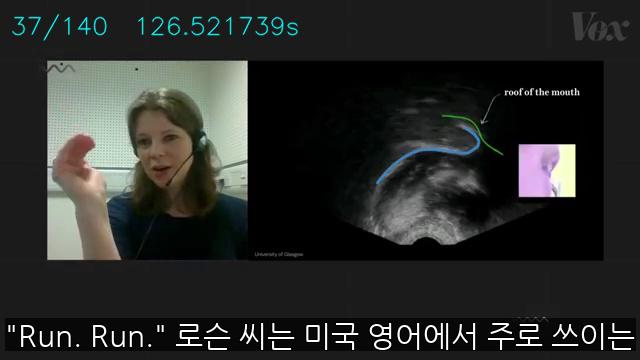 37/140 126.521739s
Vox
roof of the mouth
University of Glasgow
"Run. Run." 로슨 씨는 미국 영어에서 주로 쓰이는